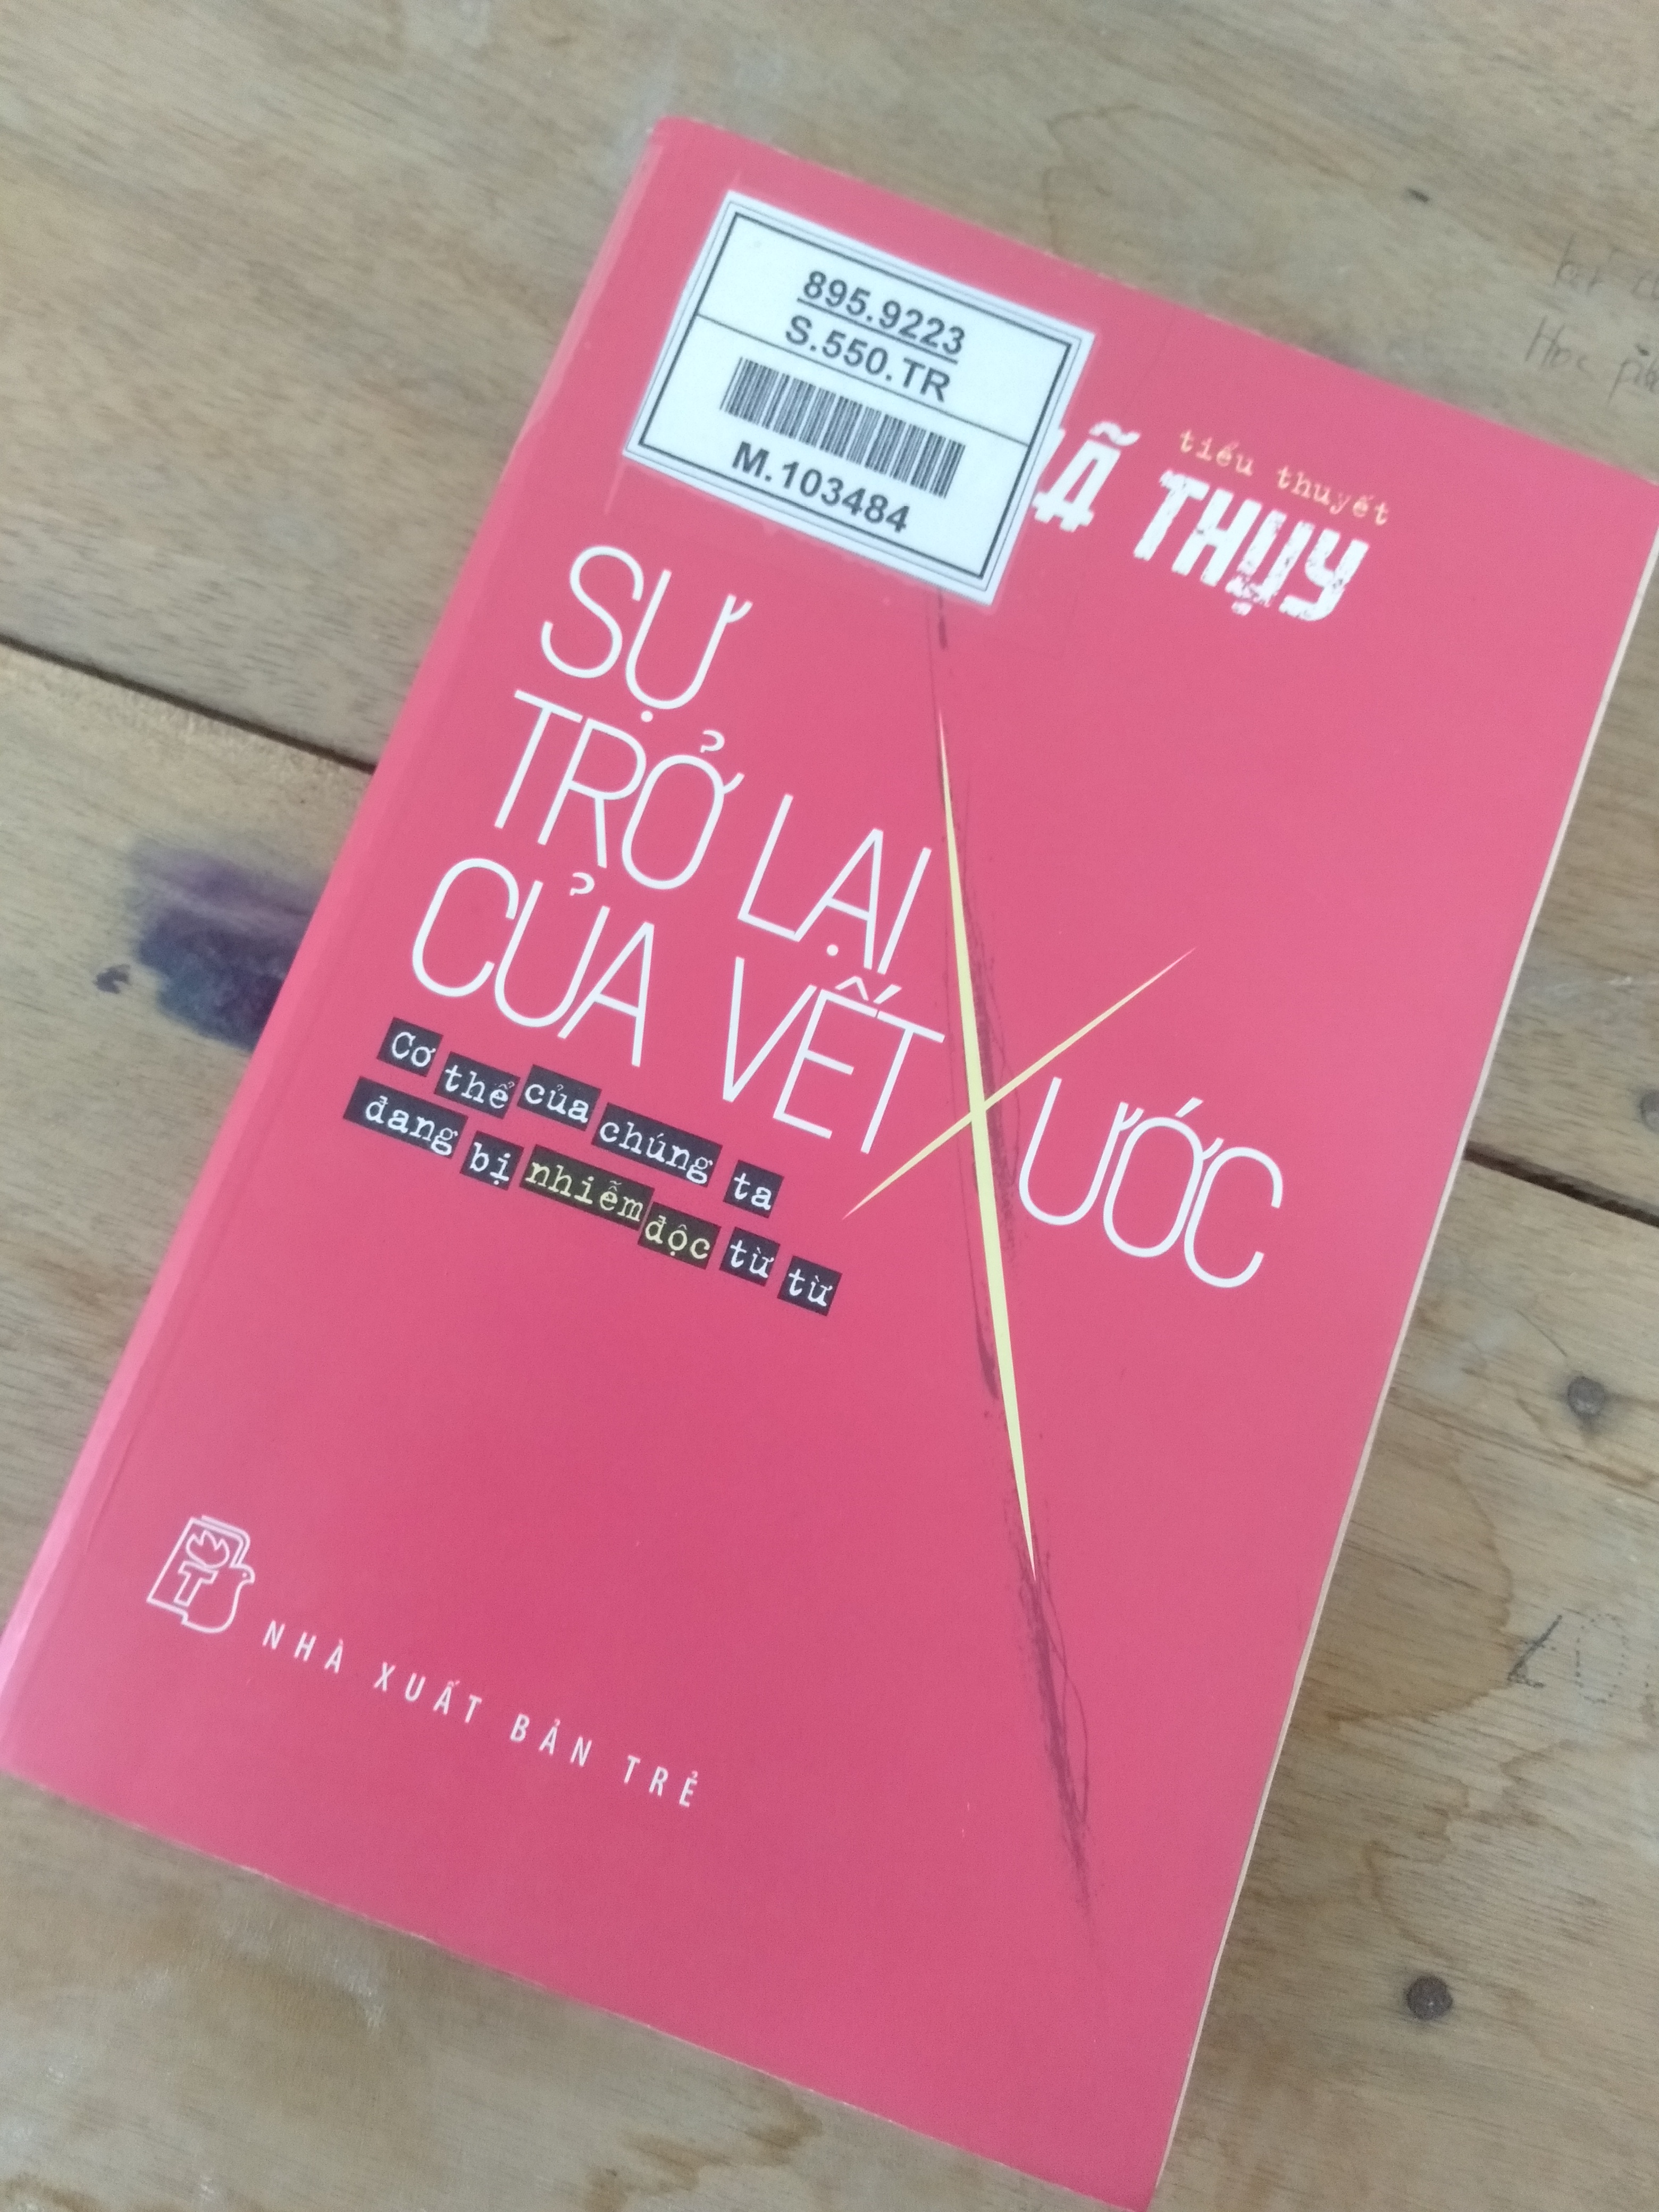 895.9223
S.550.TR
M.103484
tiểu thuyết
Ã THỤY
SỰ
TRỞ LẠI
CỦA VẾT XƯỚC
Cơ thể của chúng ta
đang bị nhiễm độc từ từ
NHÀ XUẤT BẢN TRẺ